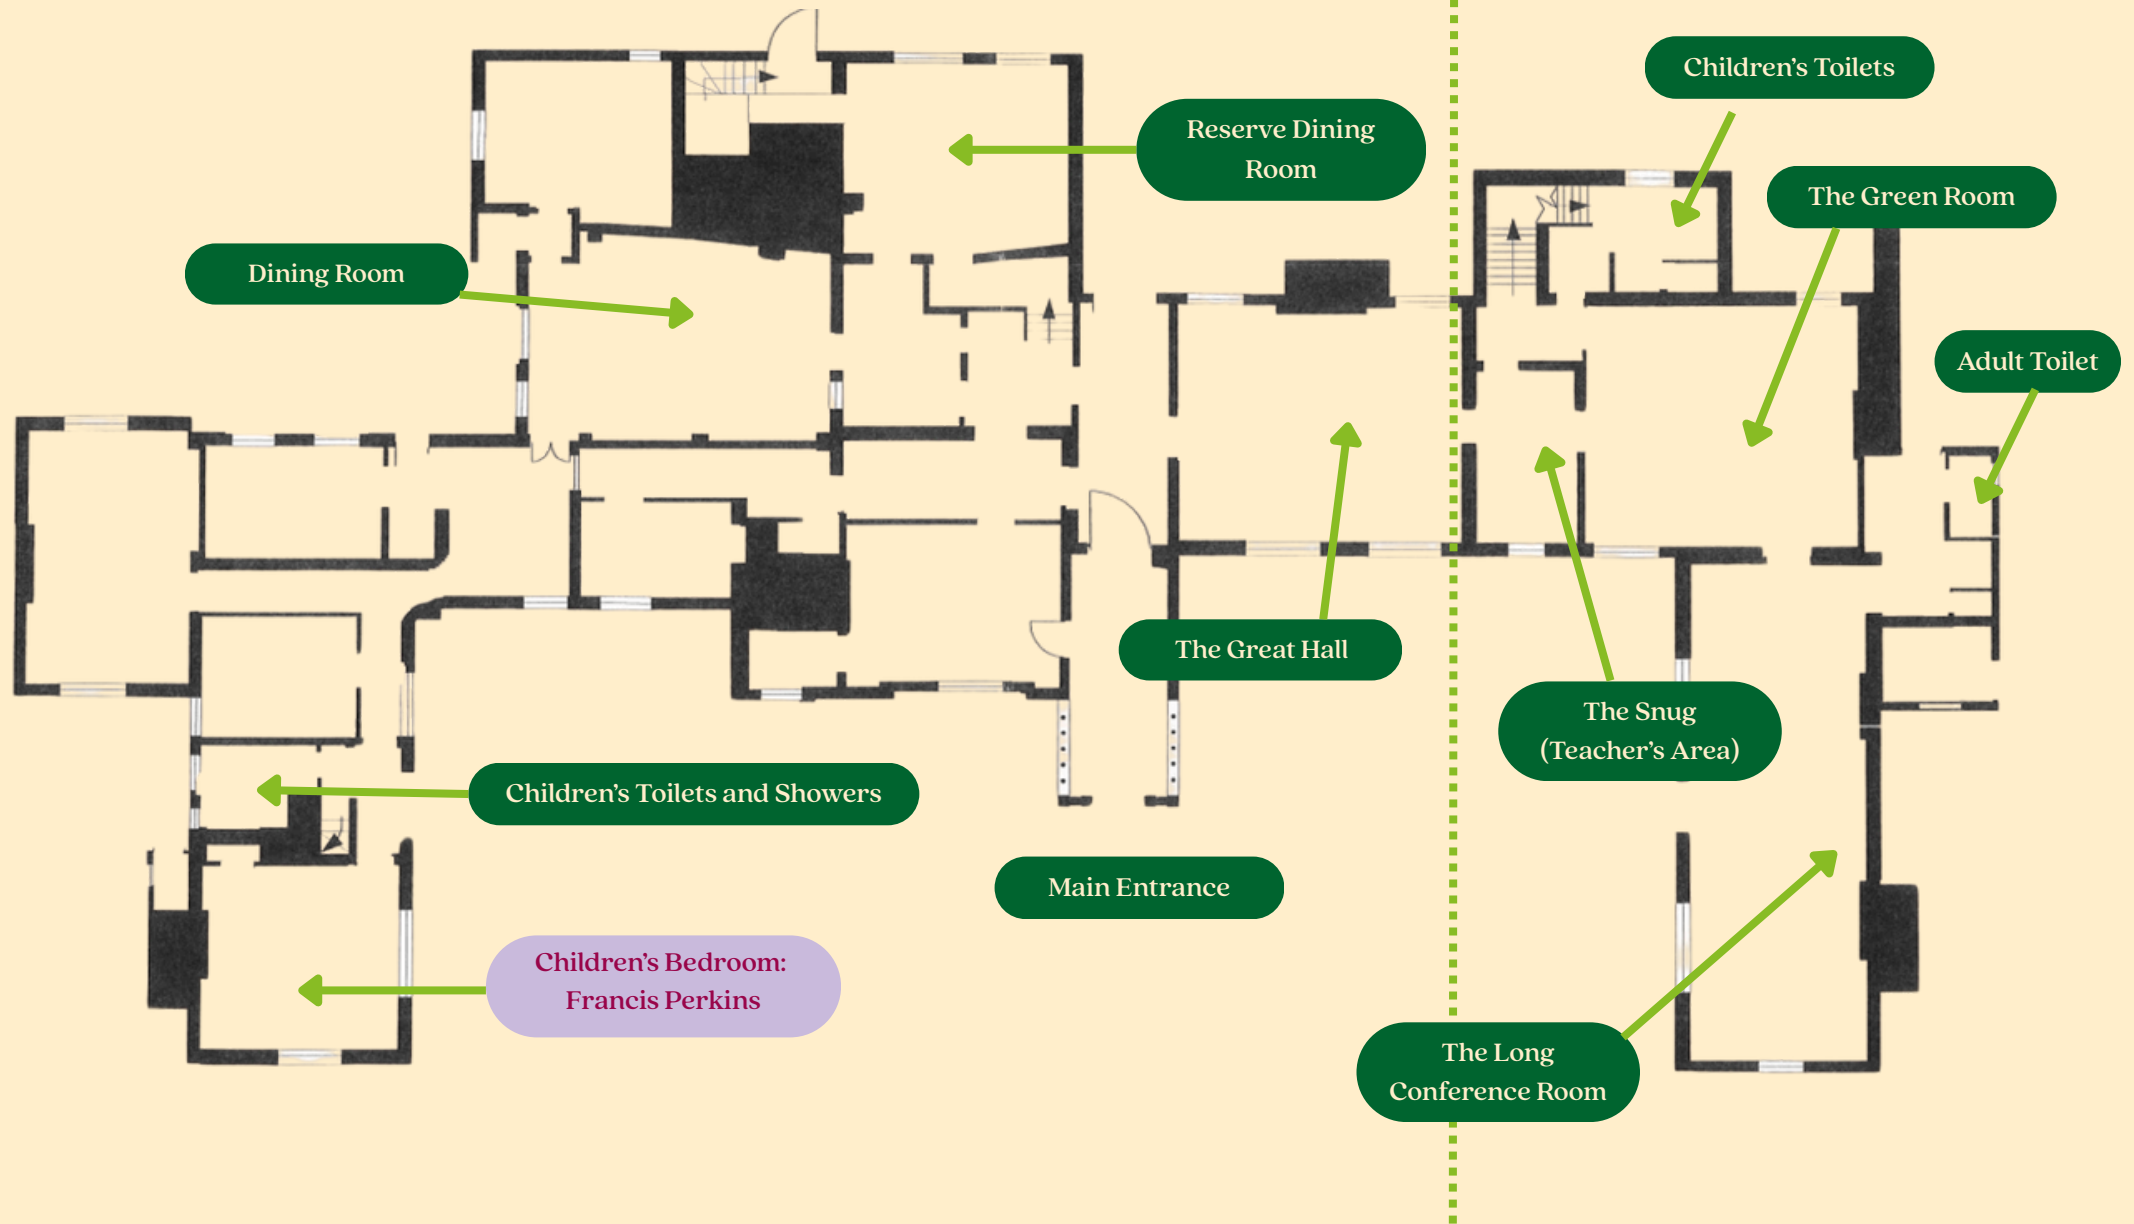 Children's Toilets
Reserve Dining
Room
The Green Room
Dining Room
Adult Toilet
The Great Hall
The Snug
(Teacher's Area)
Children's Toilets and Showers
Main Entrance
Children's Bedroom:
Francis Perkins
The Long
Conference Room